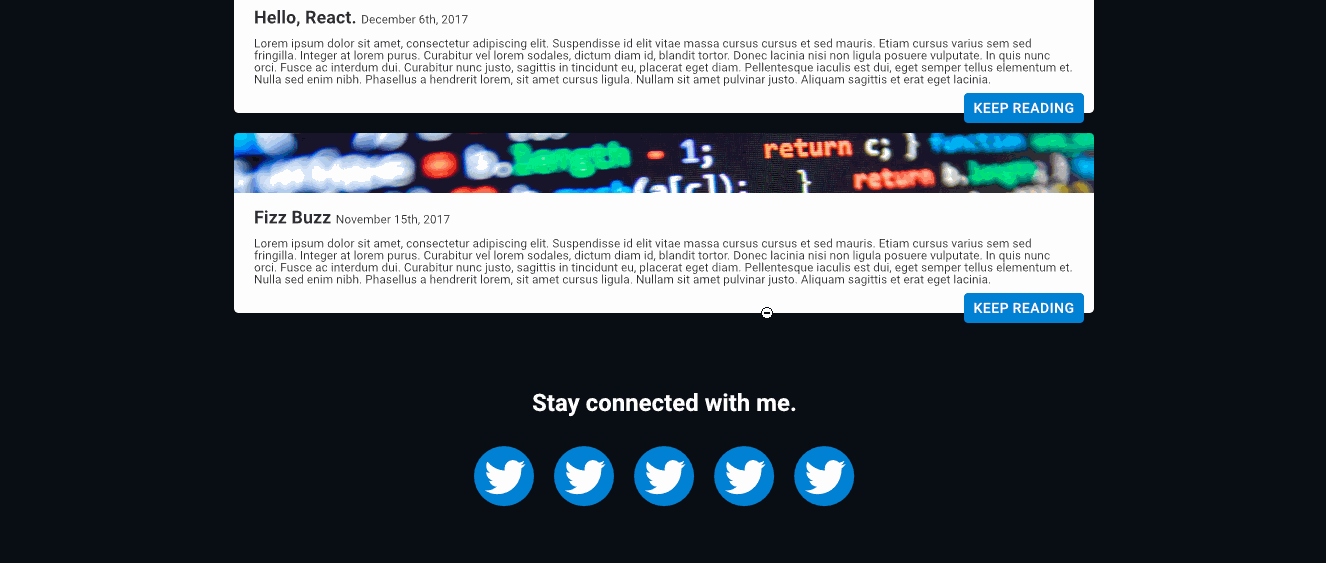 Hello, React. December 6th, 2017
Lorem ipsum dolor sit amet, consectetur adipiscing elit. Suspendisse id elit vitae massa cursus cursus et sed mauris. Etiam cursus varius sem sed
fringilla. Integer at lorem purus. Curabitur vel lorem sodales, dictum diam id, blandit tortor. Donec lacinia nisi non ligula posuere vulputate. In quis nunc
orci. Fusce ac interdum dui. Curabitur nunc justo, sagittis in tincidunt eu, placerat eget diam. Pellentesque iaculis est dui, eget semper tellus elementum et.
Nulla sed enim nibh. Phasellus a hendrerit lorem, sit amet cursus ligula. Nullam sit amet pulvinar justo. Aliquam sagittis et erat eget lacinia.
KEEP READING
b.length - 1; return c; } function
(a[c]); } return b.length; }
Fizz Buzz November 15th, 2017
Lorem ipsum dolor sit amet, consectetur adipiscing elit. Suspendisse id elit vitae massa cursus cursus et sed mauris. Etiam cursus varius sem sed
fringilla. Integer at lorem purus. Curabitur vel lorem sodales, dictum diam id, blandit tortor. Donec lacinia nisi non ligula posuere vulputate. In quis nunc
orci. Fusce ac interdum dui. Curabitur nunc justo, sagittis in tincidunt eu, placerat eget diam. Pellentesque iaculis est dui, eget semper tellus elementum et.
Nulla sed enim nibh. Phasellus a hendrerit lorem, sit amet cursus ligula. Nullam sit amet pulvinar justo. Aliquam sagittis et erat eget lacinia.
KEEP READING
Stay connected with me.